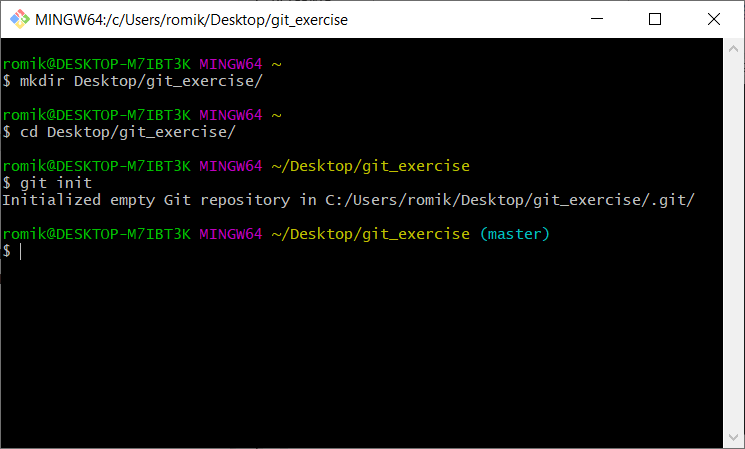 MINGW64:/c/Users/romik/Desktop/git_exercise
romik@DESKTOP-M7IBT3K MINGW64 ~
$ mkdir Desktop/git_exercise/
romik@DESKTOP-M7IBT3K MINGW64 ~
$ cd Desktop/git_exercise/
romik@DESKTOP-M7IBT3K MINGW64 ~/Desktop/git_exercise
$ git init
Initialized empty Git repository in C:/Users/romik/Desktop/git_exercise/.git/
romik@DESKTOP-M7IBT3K MINGW64 ~/Desktop/git_exercise (master)
$